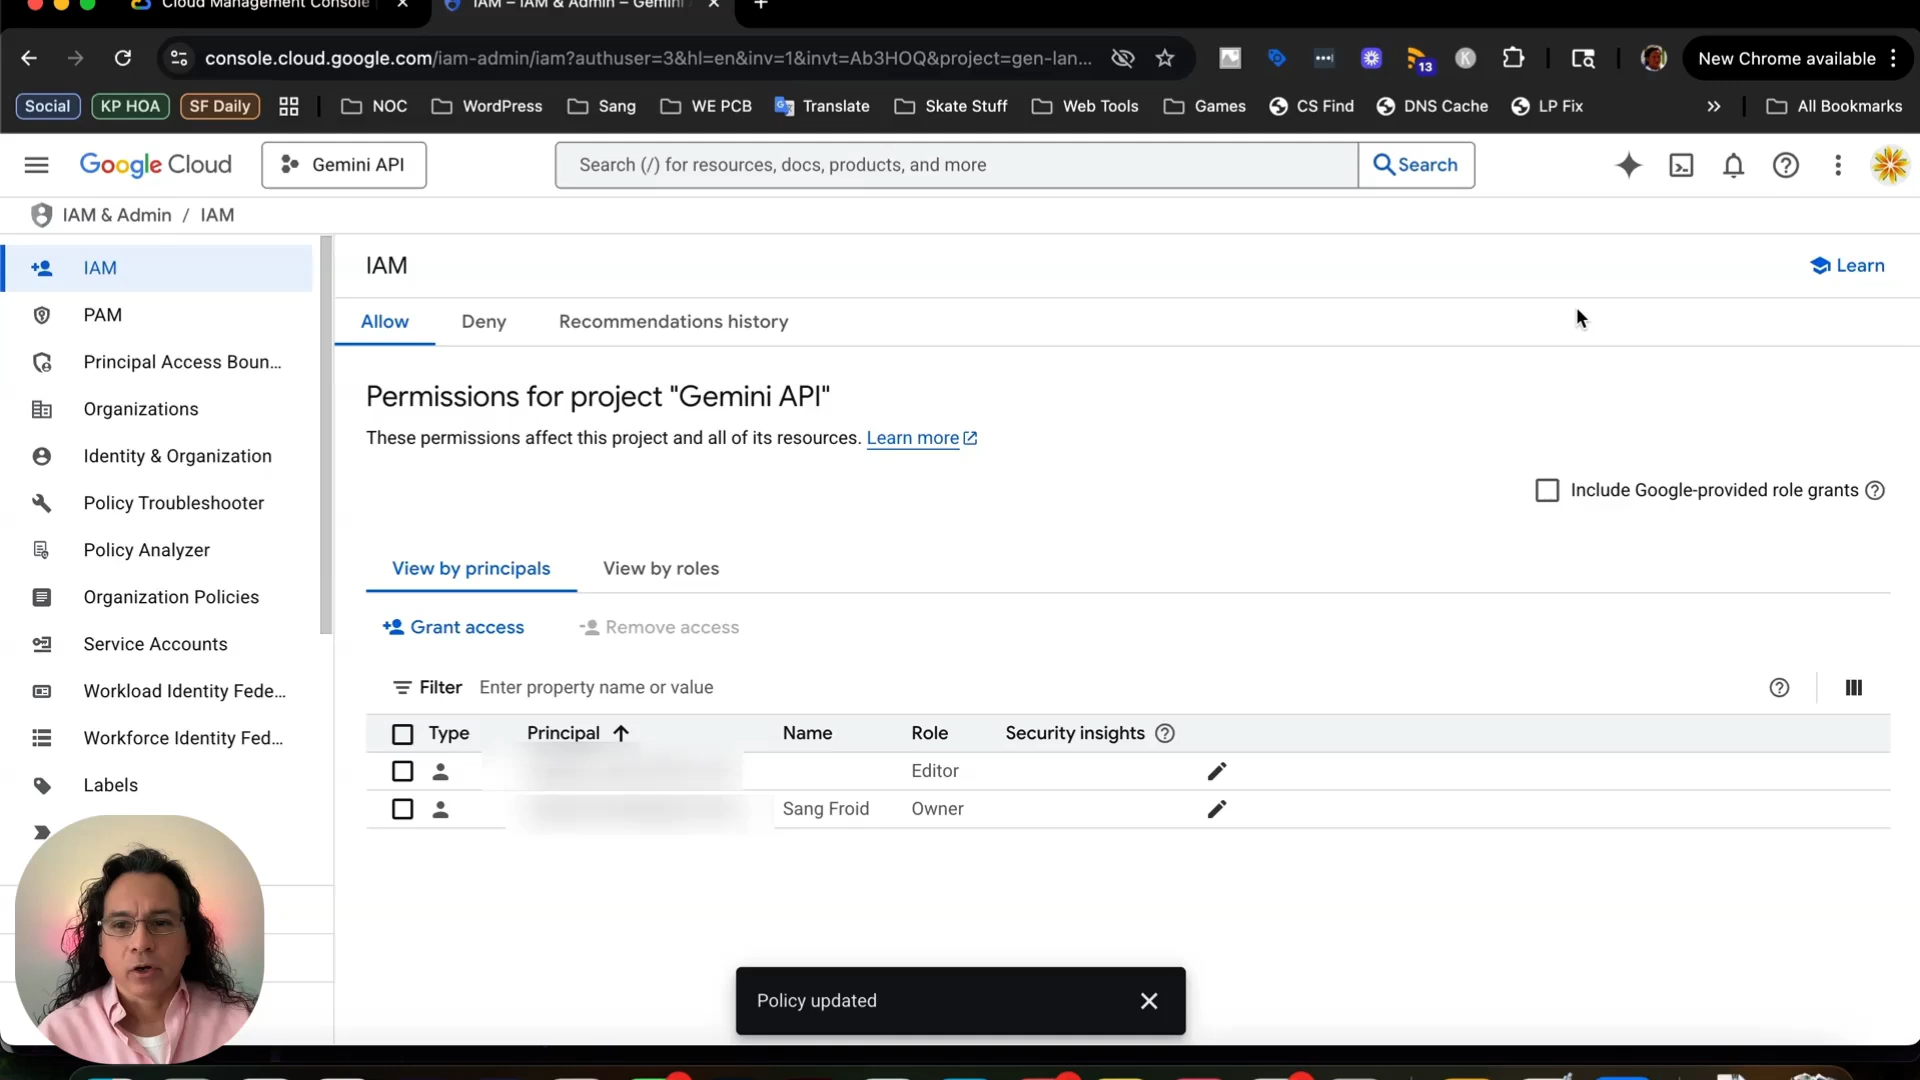 Cloud Management Console
IAM – IAM & Admin – Gemini
console.cloud.google.com/iam-admin/iam?authuser=3&hl=en&inv=1&invt=Ab3HOQ&project=gen-lan...
13
New Chrome available
Social
KP HOA
SF Daily
NOC
WordPress
Sang
WE PCB
Translate
Skate Stuff
Web Tools
Games
CS Find
DNS Cache
LP Fix
All Bookmarks
Google Cloud
Gemini API
Search (/) for resources, docs, products, and more
Search
IAM & Admin / IAM
IAM
PAM
Principal Access Boun...
Organizations
Identity & Organization
Policy Troubleshooter
Policy Analyzer
Organization Policies
Service Accounts
Workload Identity Fede...
Workforce Identity Fed...
Labels
IAM
Learn
Allow
Deny
Recommendations history
Permissions for project "Gemini API"
These permissions affect this project and all of its resources. Learn more
Include Google-provided role grants
View by principals
View by roles
Grant access
Remove access
Filter Enter property name or value
Type Principal Name Role Security insights
Editor
Sang Froid Owner
Policy updated